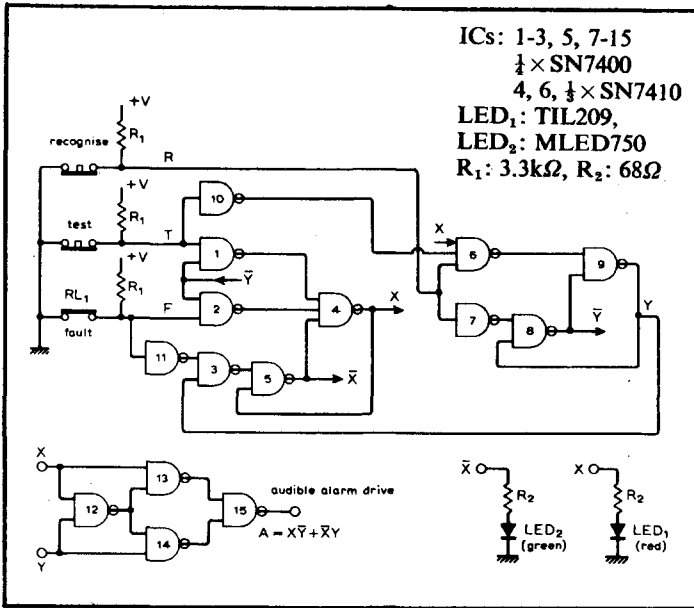 ICs: 1-3, 5, 7-15
¼ × SN7400
4, 6, ⅓ × SN7410
LED₁: TIL209,
LED₂: MLED750
R₁: 3.3kΩ, R₂: 68Ω
+V
recognise
R₁
R
+V
test
R₁
T
10
+V
RL₁
fault
R₁
F
1
Y̅
2
4
X
11
3
5
X̅
X
6
9
7
8
Y̅
Y
X
Y
12
13
14
15
audible alarm drive
A = XY̅ + X̅Y
X̅
R₂
LED₂
(green)
X
R₂
LED₁
(red)